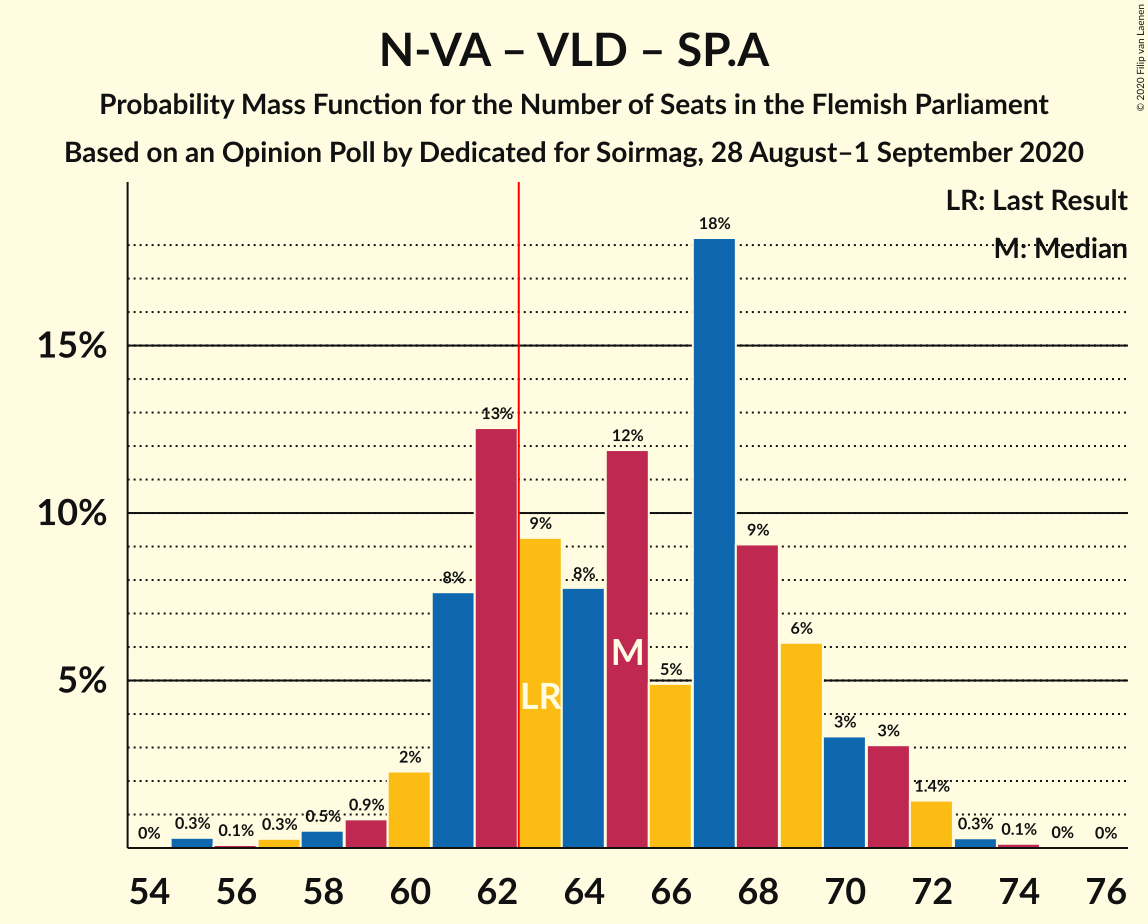 N-VA – VLD – SP.A
Probability Mass Function for the Number of Seats in the Flemish Parliament
Based on an Opinion Poll by Dedicated for Soirmag, 28 August–1 September 2020
© 2020 Filip van Laenen
LR: Last Result
M: Median
18%
15%
13%
12%
10%
9%
9%
8%
8%
6%
M
5%
5%
LR
3%
3%
2%
1.4%
0.9%
0.5%
0.3%
0.3%
0.3%
0.1%
0.1%
0%
0%
0%
54 56 58 60 62 64 66 68 70 72 74 76